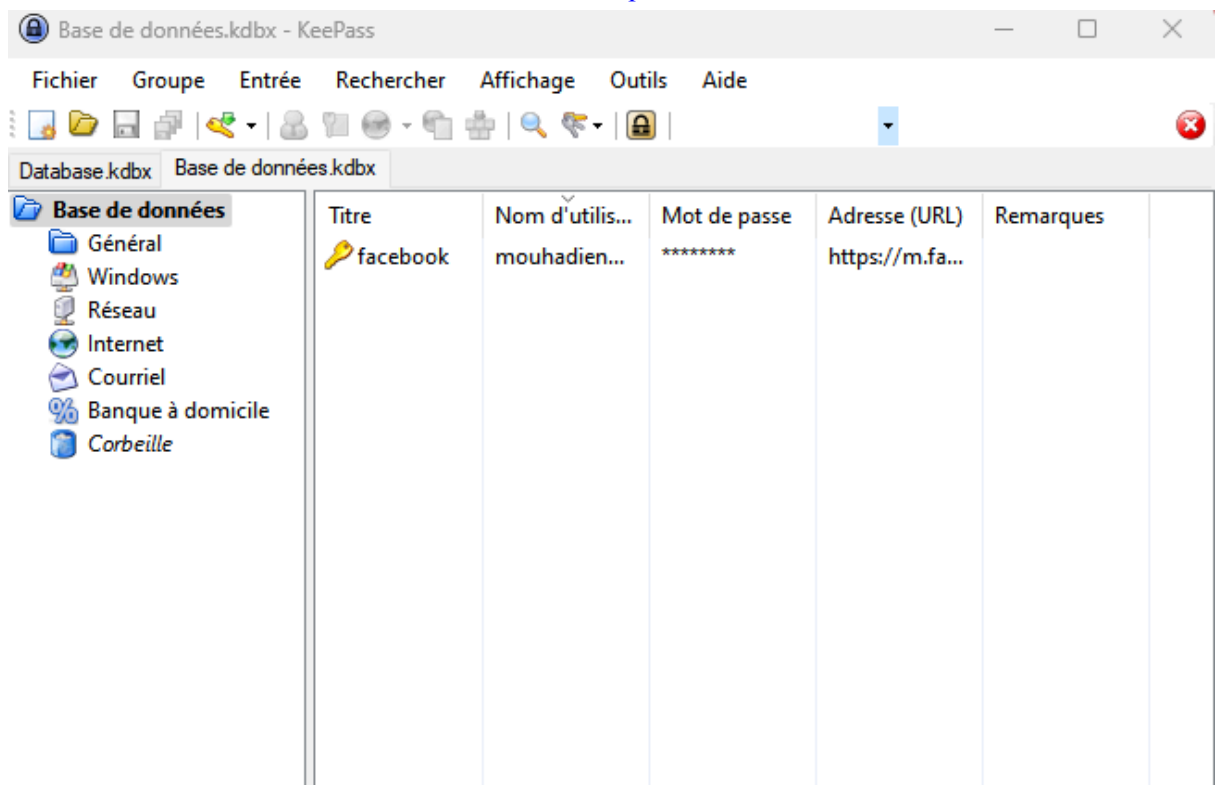 Base de données.kdbx - KeePass
Fichier Groupe Entrée Rechercher Affichage Outils Aide
Database.kdbx Base de données.kdbx
Base de données
Général
Windows
Réseau
Internet
Courriel
Banque à domicile
Corbeille
Titre Nom d'utilis... Mot de passe Adresse (URL) Remarques
facebook mouhadien... ******** https://m.fa...